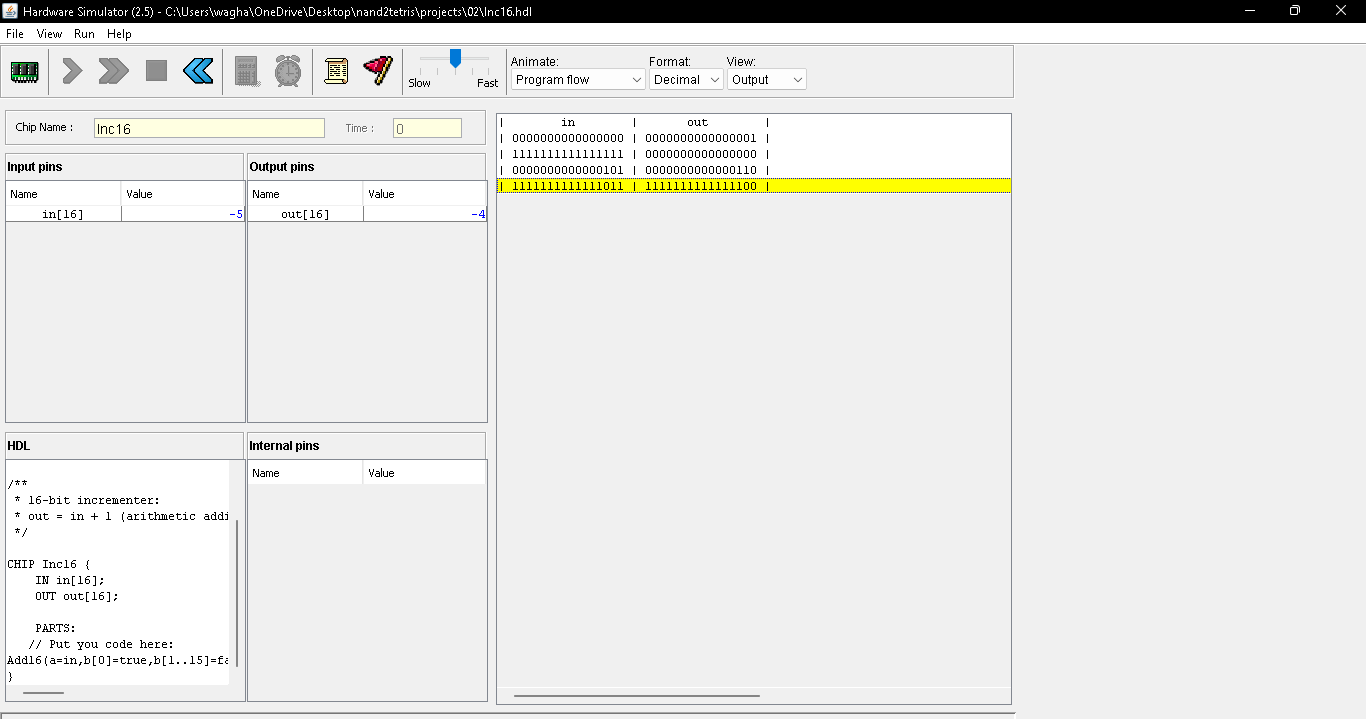 Hardware Simulator (2.5) - C:\Users\wagha\OneDrive\Desktop\nand2tetris\projects\02\Inc16.hdl
File View Run Help
Slow Fast
Animate: Format: View:
Program flow Decimal Output
Chip Name : Inc16 Time : 0
Input pins
Name Value
in[16] -5
Output pins
Name Value
out[16] -4
HDL
/**
* 16-bit incrementer:
* out = in + 1 (arithmetic addi
*/
CHIP Inc16 {
IN in[16];
OUT out[16];
PARTS:
// Put you code here:
Add16(a=in,b[0]=true,b[1..15]=fa
}
Internal pins
Name Value
| in | out |
| 0000000000000000 | 0000000000000001 |
| 1111111111111111 | 0000000000000000 |
| 0000000000000101 | 0000000000000110 |
| 1111111111111011 | 1111111111111100 |